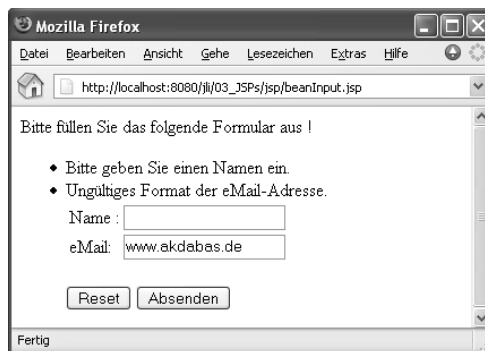 Mozilla Firefox
Datei Bearbeiten Ansicht Gehe Lesezeichen Extras Hilfe
http://localhost:8080/jli/03_JSPs/jsp/beanInput.jsp
Bitte füllen Sie das folgende Formular aus !
• Bitte geben Sie einen Namen ein.
• Ungültiges Format der eMail-Adresse.
Name :
eMail: www.akdabas.de
Reset Absenden
Fertig